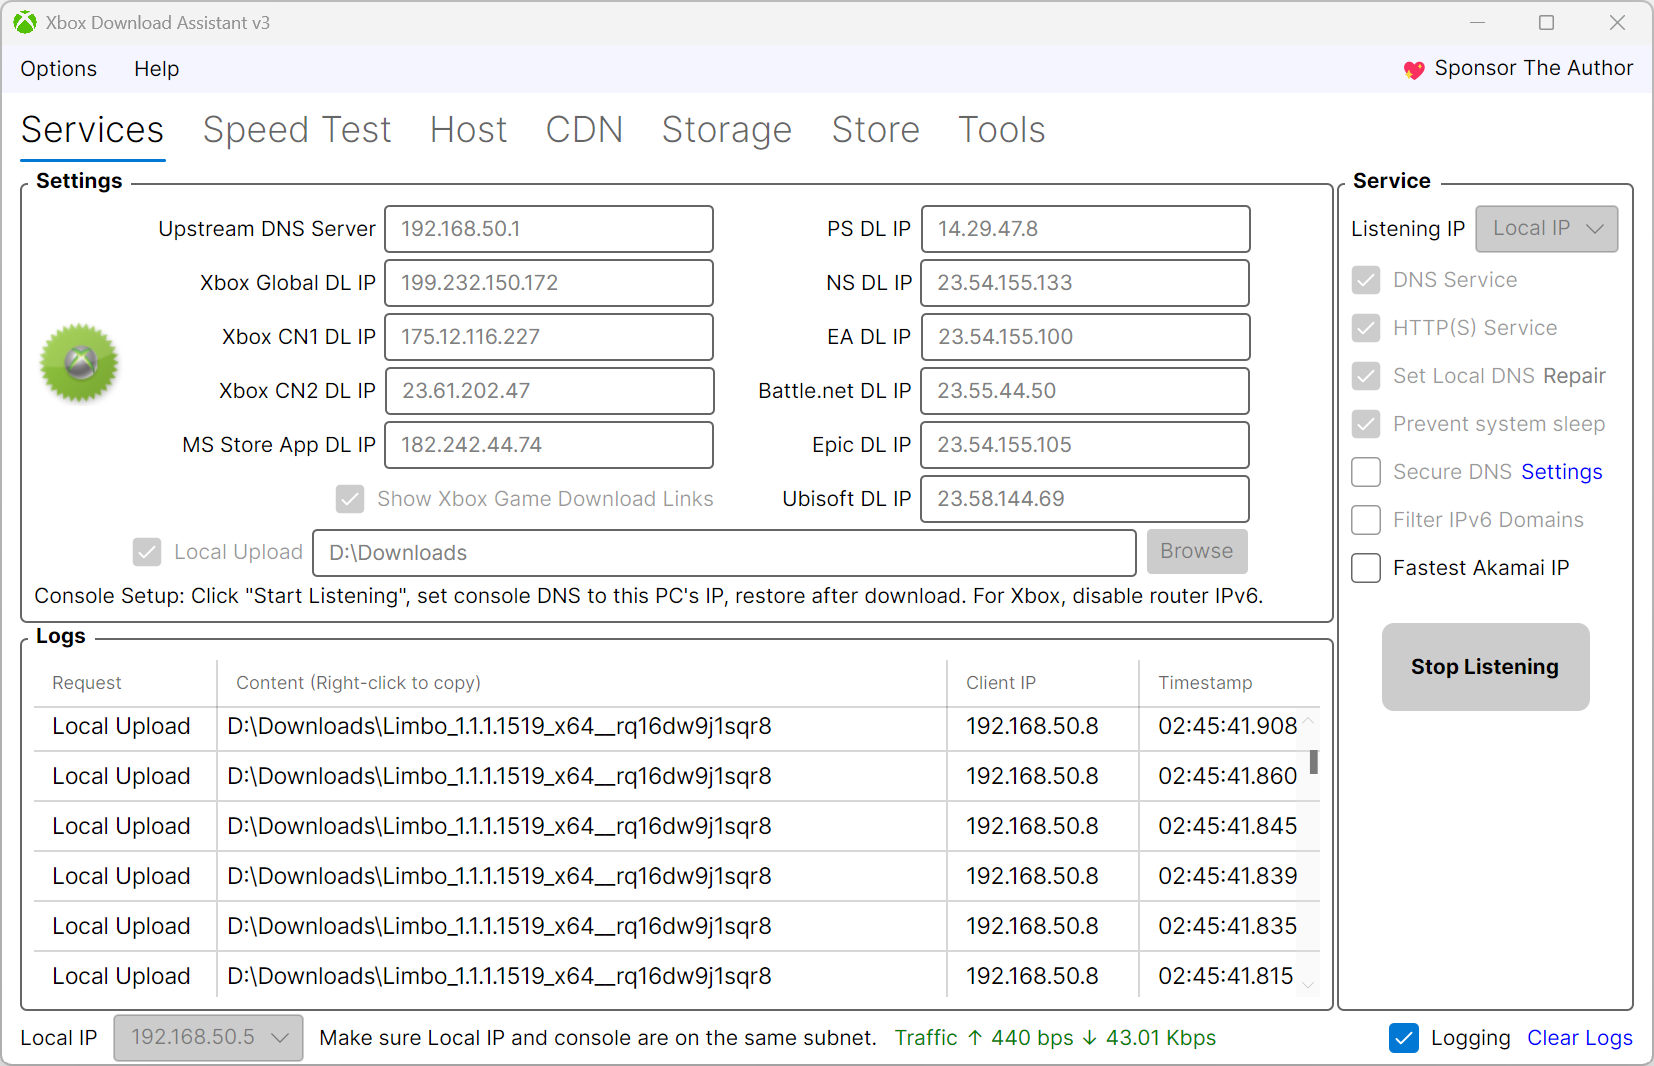 Xbox Download Assistant v3
Options Help Sponsor The Author
Services Speed Test Host CDN Storage Store Tools
Settings
Upstream DNS Server 192.168.50.1 PS DL IP 14.29.47.8
Xbox Global DL IP 199.232.150.172 NS DL IP 23.54.155.133
Xbox CN1 DL IP 175.12.116.227 EA DL IP 23.54.155.100
Xbox CN2 DL IP 23.61.202.47 Battle.net DL IP 23.55.44.50
MS Store App DL IP 182.242.44.74 Epic DL IP 23.54.155.105
Show Xbox Game Download Links Ubisoft DL IP 23.58.144.69
Local Upload D:\Downloads Browse
Console Setup: Click "Start Listening", set console DNS to this PC's IP, restore after download. For Xbox, disable router IPv6.
Service
Listening IP Local IP
DNS Service
HTTP(S) Service
Set Local DNS Repair
Prevent system sleep
Secure DNS Settings
Filter IPv6 Domains
Fastest Akamai IP
Stop Listening
Logs
Request Content (Right-click to copy) Client IP Timestamp
Local Upload D:\Downloads\Limbo_1.1.1.1519_x64__rq16dw9j1sqr8 192.168.50.8 02:45:41.908
Local Upload D:\Downloads\Limbo_1.1.1.1519_x64__rq16dw9j1sqr8 192.168.50.8 02:45:41.860
Local Upload D:\Downloads\Limbo_1.1.1.1519_x64__rq16dw9j1sqr8 192.168.50.8 02:45:41.845
Local Upload D:\Downloads\Limbo_1.1.1.1519_x64__rq16dw9j1sqr8 192.168.50.8 02:45:41.839
Local Upload D:\Downloads\Limbo_1.1.1.1519_x64__rq16dw9j1sqr8 192.168.50.8 02:45:41.835
Local Upload D:\Downloads\Limbo_1.1.1.1519_x64__rq16dw9j1sqr8 192.168.50.8 02:45:41.815
Local IP 192.168.50.5 Make sure Local IP and console are on the same subnet. Traffic ↑ 440 bps ↓ 43.01 Kbps Logging Clear Logs